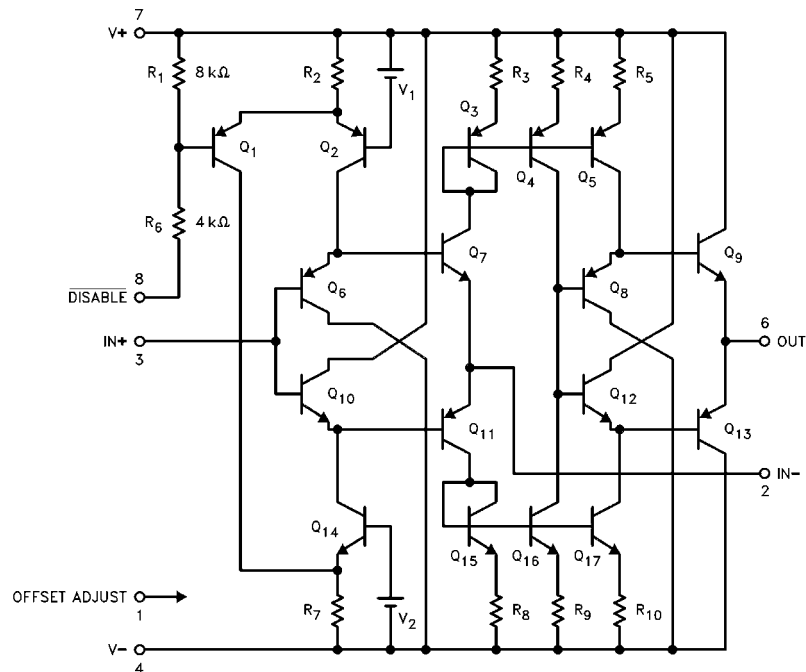 7
V+
R1 8 kΩ
R2
V1
R3
R4
R5
Q3
Q1
Q2
Q4
Q5
R6 4 kΩ
8
DISABLE
Q6
Q7
Q8
Q9
IN+
3
6
OUT
Q10
Q11
Q12
Q13
IN-
2
Q14
Q15
Q16
Q17
OFFSET ADJUST
1
R7
V2
R8
R9
R10
V-
4